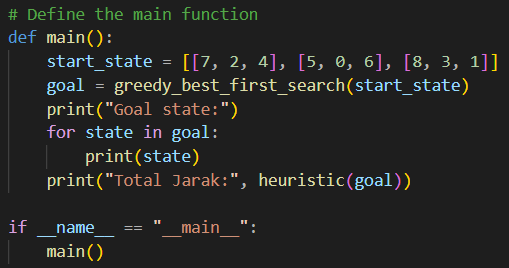 # Define the main function
def main():
    start_state = [[7, 2, 4], [5, 0, 6], [8, 3, 1]]
    goal = greedy_best_first_search(start_state)
    print("Goal state:")
    for state in goal:
        print(state)
    print("Total Jarak:", heuristic(goal))

if __name__ == "__main__":
    main()